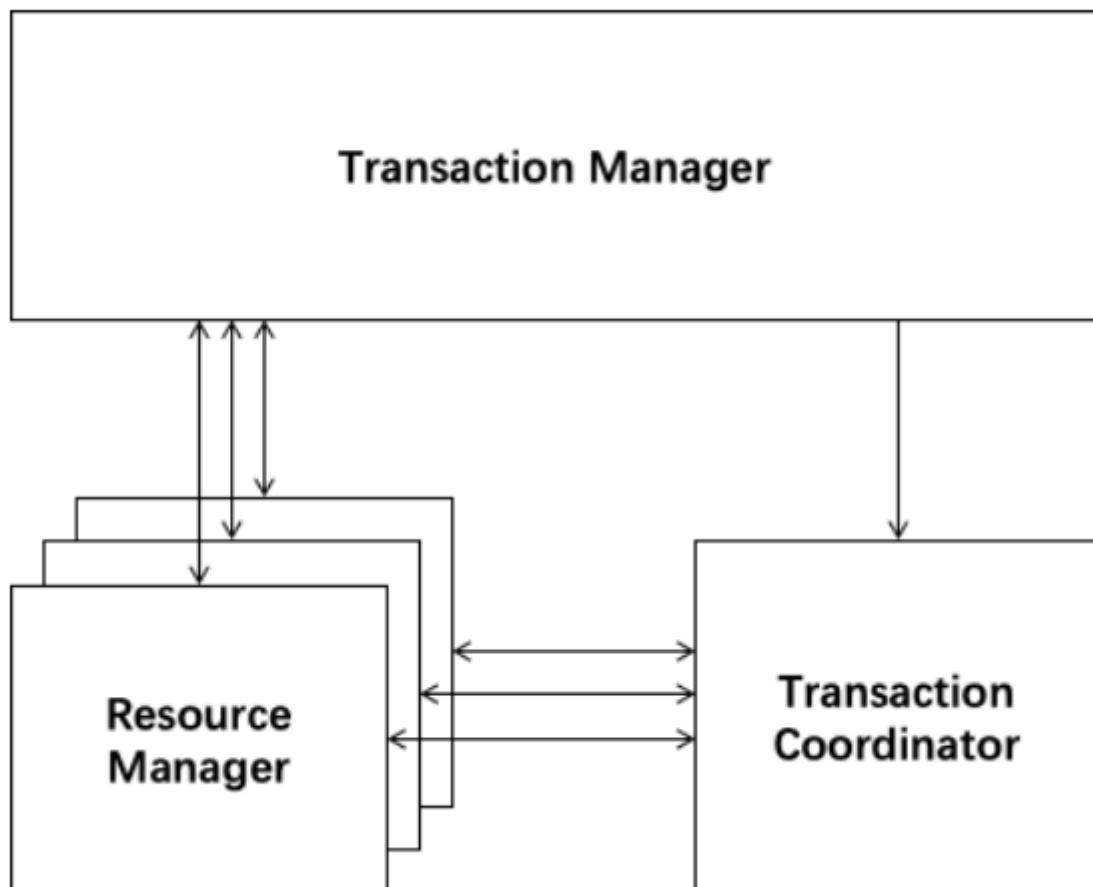 Transaction Manager
Resource
Manager
Transaction
Coordinator